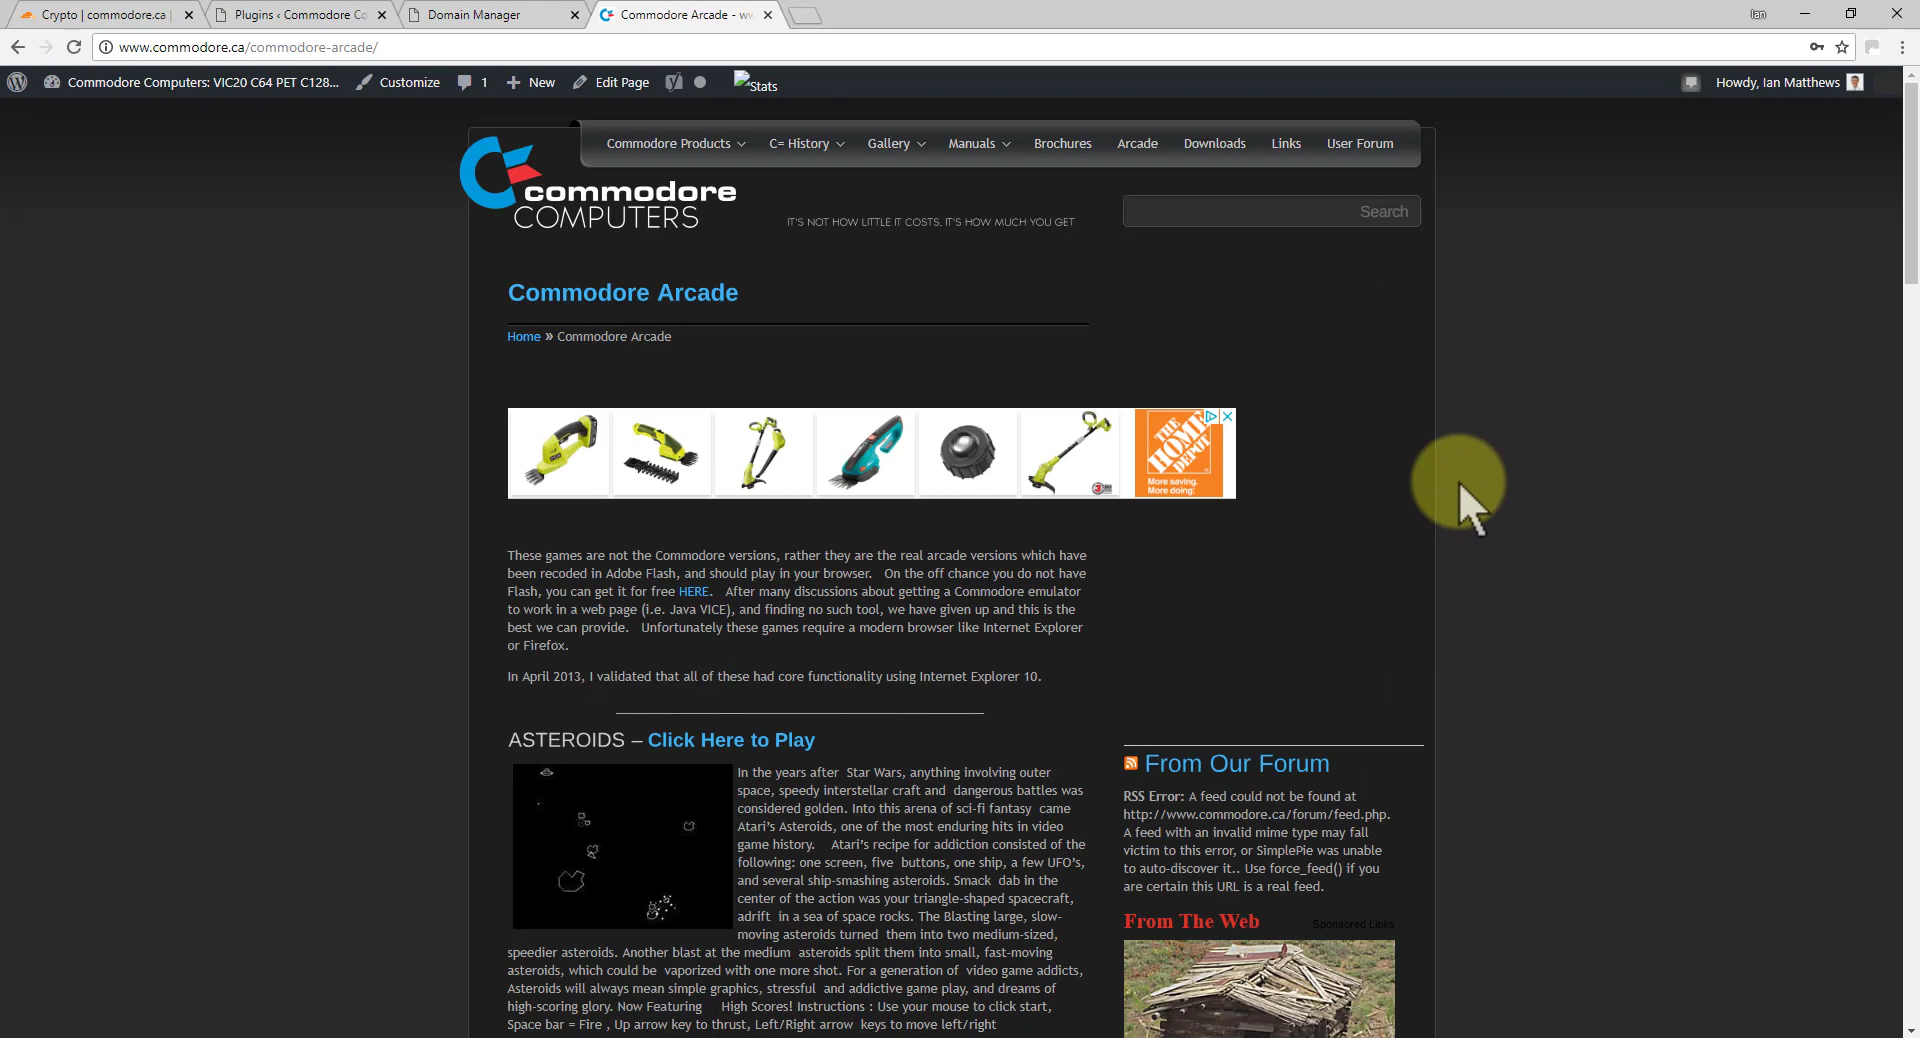 Crypto | commodore.ca |
Plugins ‹ Commodore Co
Domain Manager
Commodore Arcade - ww
Ian
www.commodore.ca/commodore-arcade/
Commodore Computers: VIC20 C64 PET C128...
Customize
1
New
Edit Page
Stats
Howdy, Ian Matthews
Commodore Products
C= History
Gallery
Manuals
Brochures
Arcade
Downloads
Links
User Forum
commodore
COMPUTERS
IT'S NOT HOW LITTLE IT COSTS, IT'S HOW MUCH YOU GET
Search
Commodore Arcade
Home » Commodore Arcade
THE
HOME
DEPOT
More saving.
More doing.
These games are not the Commodore versions, rather they are the real arcade versions which have
been recoded in Adobe Flash, and should play in your browser. On the off chance you do not have
Flash, you can get it for free HERE. After many discussions about getting a Commodore emulator
to work in a web page (i.e. Java VICE), and finding no such tool, we have given up and this is the
best we can provide. Unfortunately these games require a modern browser like Internet Explorer
or Firefox.
In April 2013, I validated that all of these had core functionality using Internet Explorer 10.
ASTEROIDS – Click Here to Play
In the years after Star Wars, anything involving outer
space, speedy interstellar craft and dangerous battles was
considered golden. Into this arena of sci-fi fantasy came
Atari's Asteroids, one of the most enduring hits in video
game history. Atari's recipe for addiction consisted of the
following: one screen, five buttons, one ship, a few UFO's,
and several ship-smashing asteroids. Smack dab in the
center of the action was your triangle-shaped spacecraft,
adrift in a sea of space rocks. The Blasting large, slow-
moving asteroids turned them into two medium-sized,
speedier asteroids. Another blast at the medium asteroids split them into small, fast-moving
asteroids, which could be vaporized with one more shot. For a generation of video game addicts,
Asteroids will always mean simple graphics, stressful and addictive game play, and dreams of
high-scoring glory. Now Featuring High Scores! Instructions : Use your mouse to click start,
Space bar = Fire , Up arrow key to thrust, Left/Right arrow keys to move left/right
From Our Forum
RSS Error: A feed could not be found at
http://www.commodore.ca/forum/feed.php.
A feed with an invalid mime type may fall
victim to this error, or SimplePie was unable
to auto-discover it.. Use force_feed() if you
are certain this URL is a real feed.
From The Web
Sponsored Links